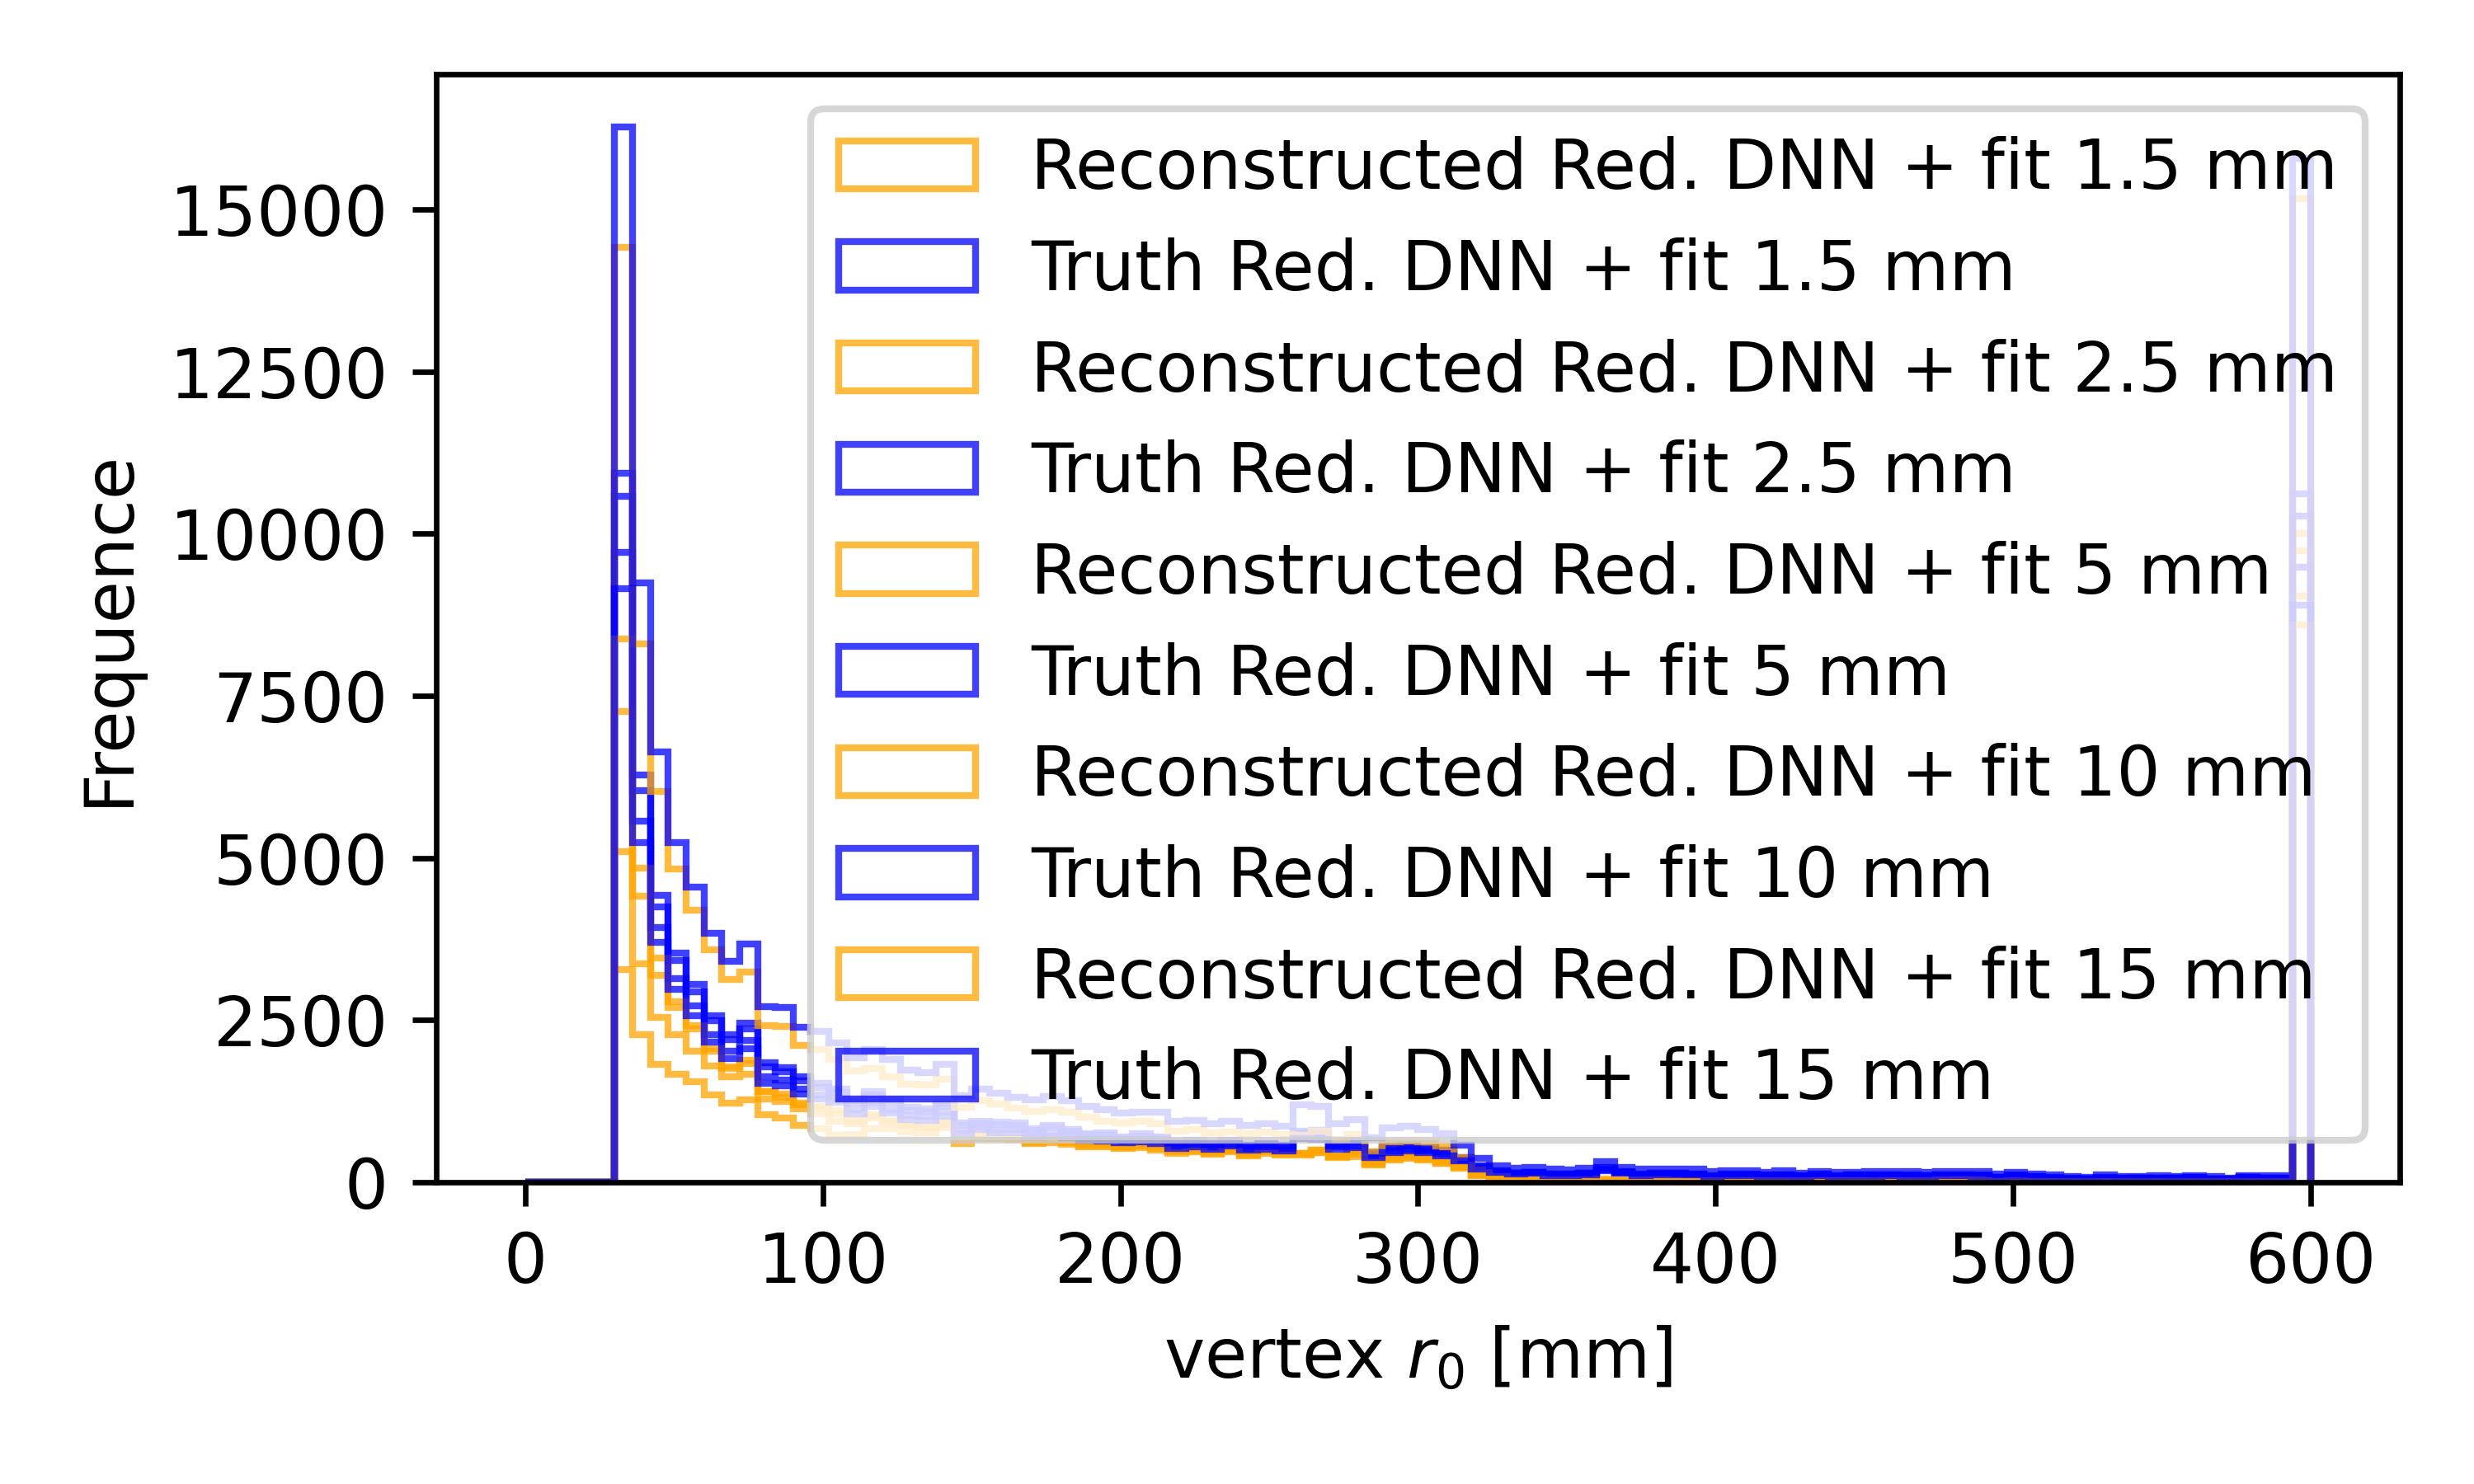 Reconstructed Red. DNN + fit 1.5 mm
Truth Red. DNN + fit 1.5 mm
Reconstructed Red. DNN + fit 2.5 mm
Truth Red. DNN + fit 2.5 mm
Reconstructed Red. DNN + fit 5 mm
Truth Red. DNN + fit 5 mm
Reconstructed Red. DNN + fit 10 mm
Truth Red. DNN + fit 10 mm
Reconstructed Red. DNN + fit 15 mm
Truth Red. DNN + fit 15 mm
15000
12500
10000
7500
5000
2500
0
Frequence
0 100 200 300 400 500 600
vertex r₀ [mm]